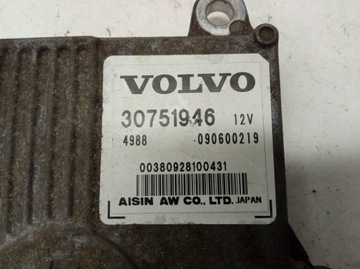 VOLVO
30751946 12V
4988 090600219
00380928100431
AISIN AW CO., LTD. JAPAN